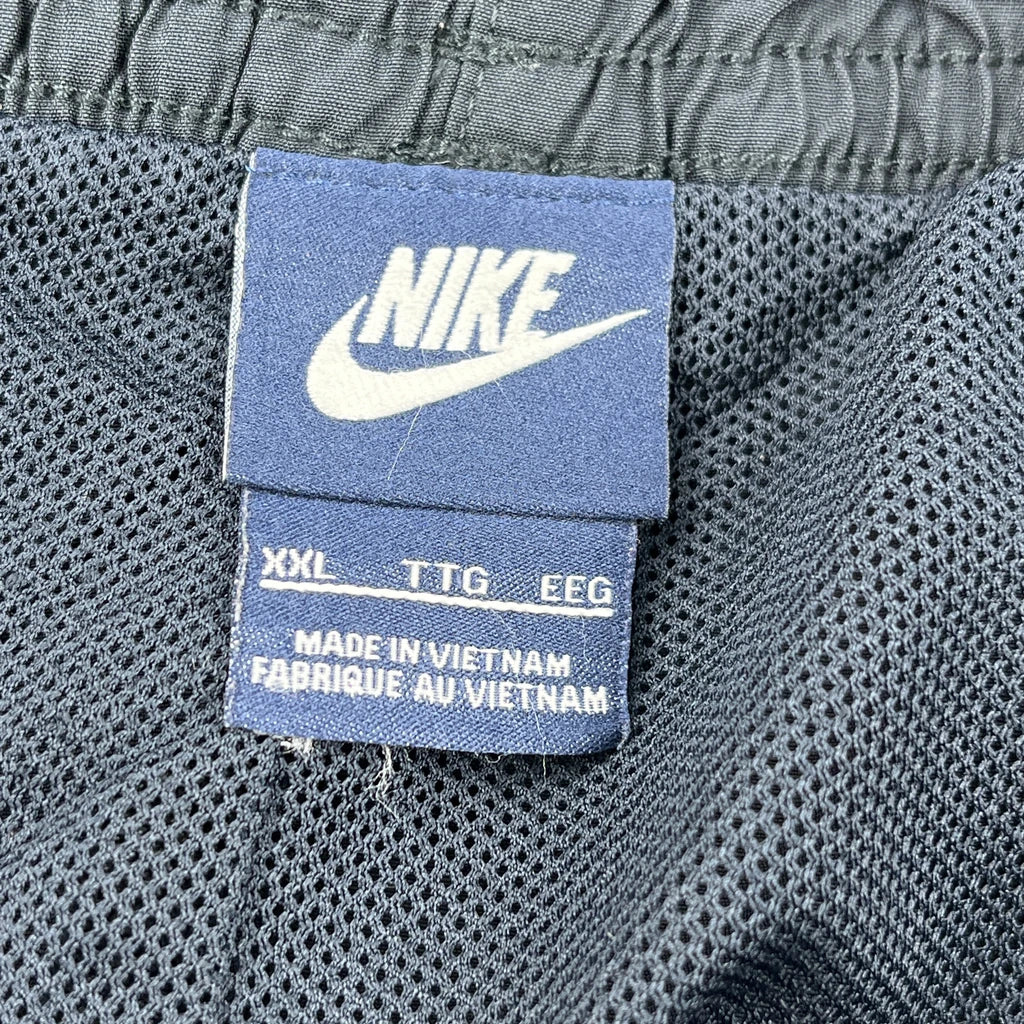 NIKE
XXL TTG EEG
MADE IN VIETNAM
FABRIQUE AU VIETNAM